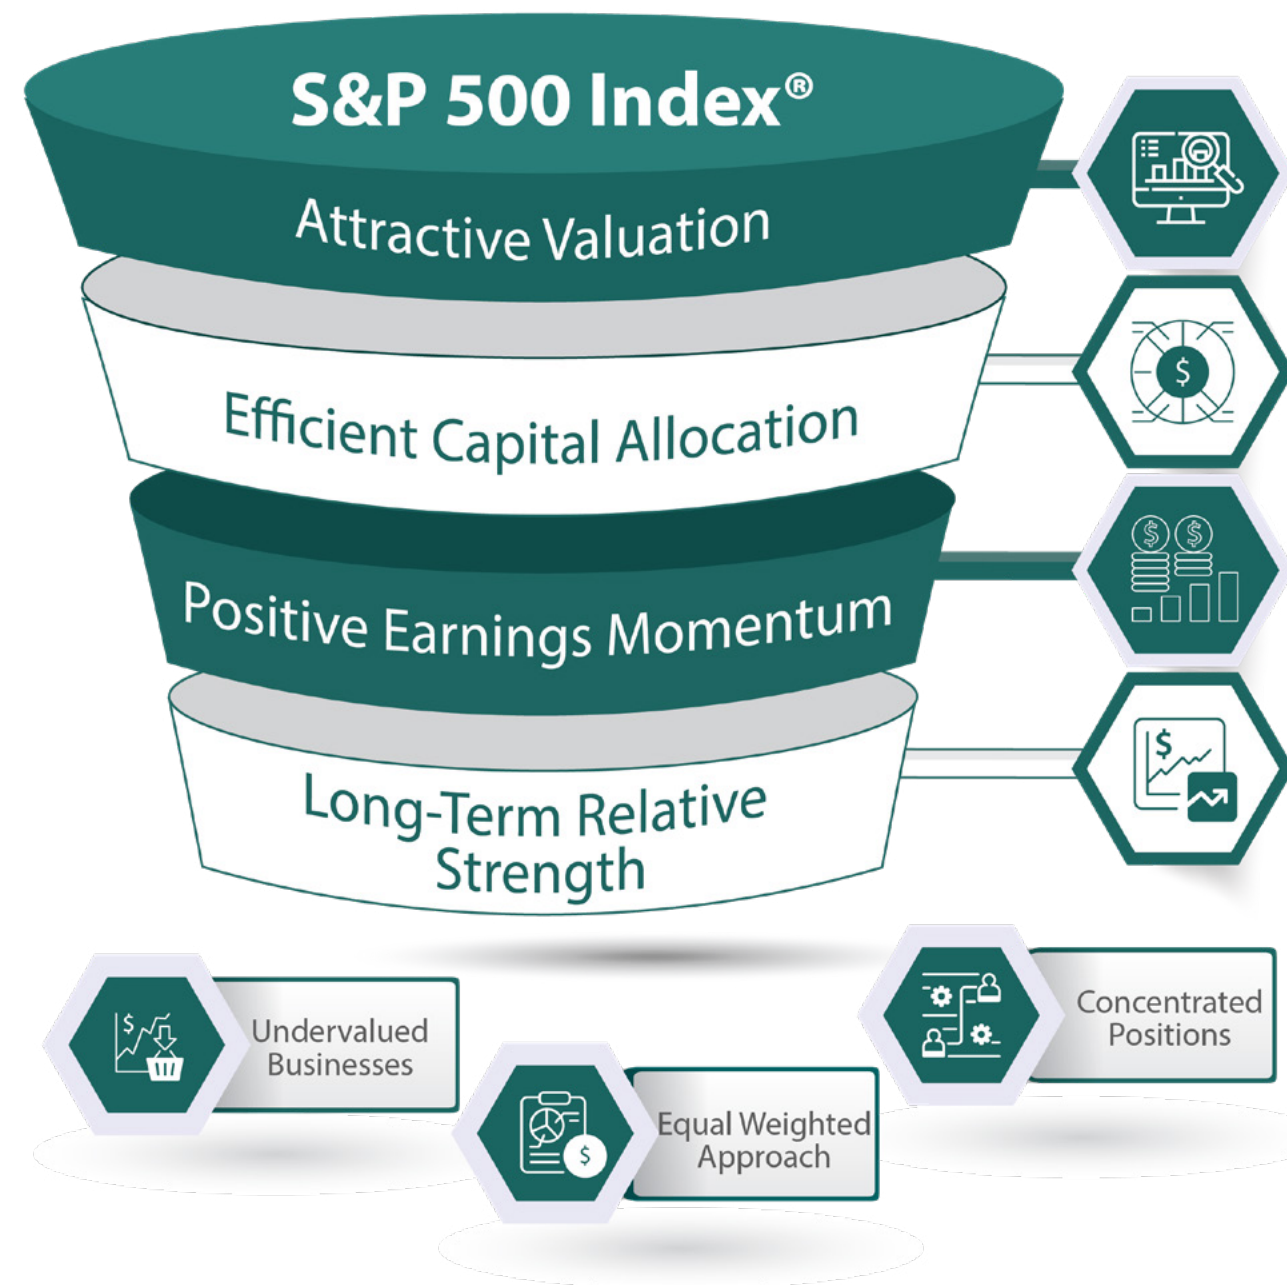 S&P 500 Index®
Attractive Valuation
Efficient Capital Allocation
$
Positive Earnings Momentum
$ $
Long-Term Relative
Strength
$
$
Undervalued
Businesses
$
Equal Weighted
Approach
Concentrated
Positions